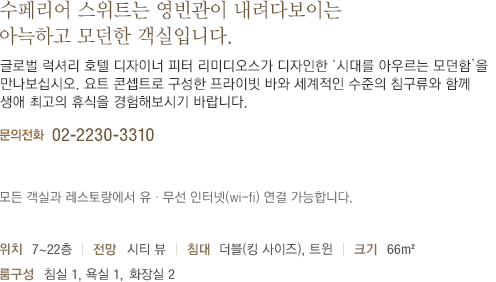 수페리어 스위트는 영빈관이 내려다보이는
아늑하고 모던한 객실입니다.
글로벌 럭셔리 호텔 디자이너 피터 리미디오스가 디자인한 ‘시대를 아우르는 모던함’을
만나보십시오. 요트 콘셉트로 구성한 프라이빗 바와 세계적인 수준의 침구류와 함께
생애 최고의 휴식을 경험해보시기 바랍니다.
문의전화 02-2230-3310
모든 객실과 레스토랑에서 유 · 무선 인터넷(wi-fi) 연결 가능합니다.
위치 7~22층 | 전망 시티 뷰 | 침대 더블(킹 사이즈), 트윈 | 크기 66m²
룸구성 침실 1, 욕실 1, 화장실 2